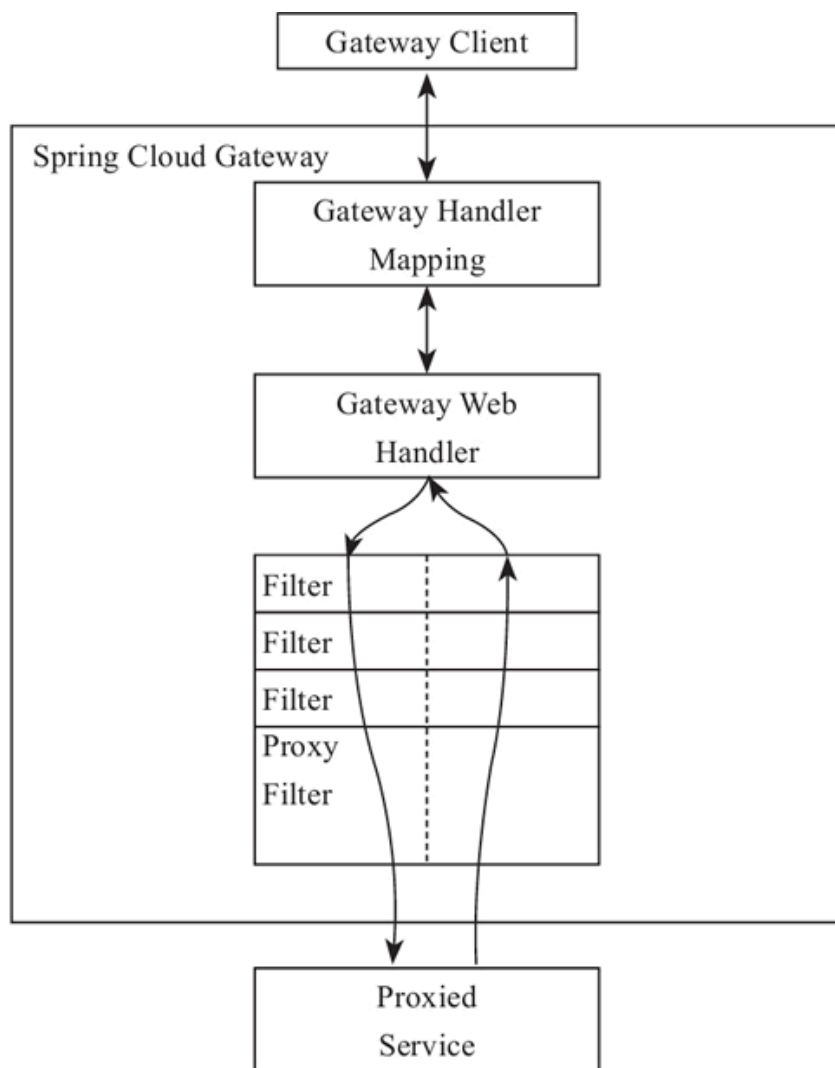 Gateway Client
Spring Cloud Gateway
Gateway Handler
Mapping
Gateway Web
Handler
Filter
Filter
Filter
Proxy
Filter
Proxied
Service